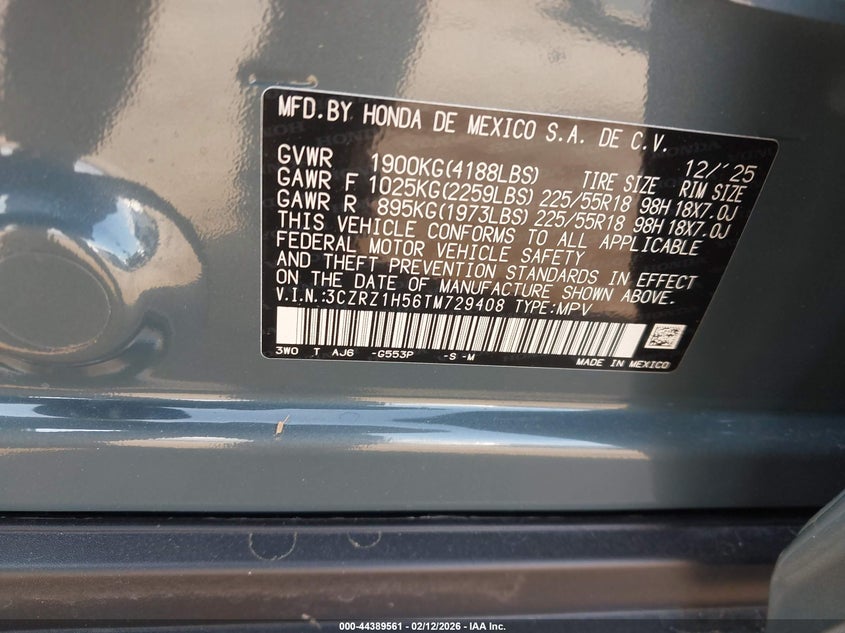 MFD.BY HONDA DE MEXICO S.A. DE C.V.
12/'25
GVWR 1900KG(4188LBS) TIRE SIZE RIM SIZE
GAWR F 1025KG(2259LBS) 225/55R18 98H 18X7.0J
GAWR R 895KG(1973LBS) 225/55R18 98H 18X7.0J
THIS VEHICLE CONFORMS TO ALL APPLICABLE
FEDERAL MOTOR VEHICLE SAFETY
AND THEFT PREVENTION STANDARDS IN EFFECT
ON THE DATE OF MANUFACTURE SHOWN ABOVE.
V.I.N.:3CZRZ1H56TM729408 TYPE:MPV
3WO T AJ6 -G553P -S -M
MADE IN MEXICO
000-44389561 - 02/12/2026 - IAA Inc.